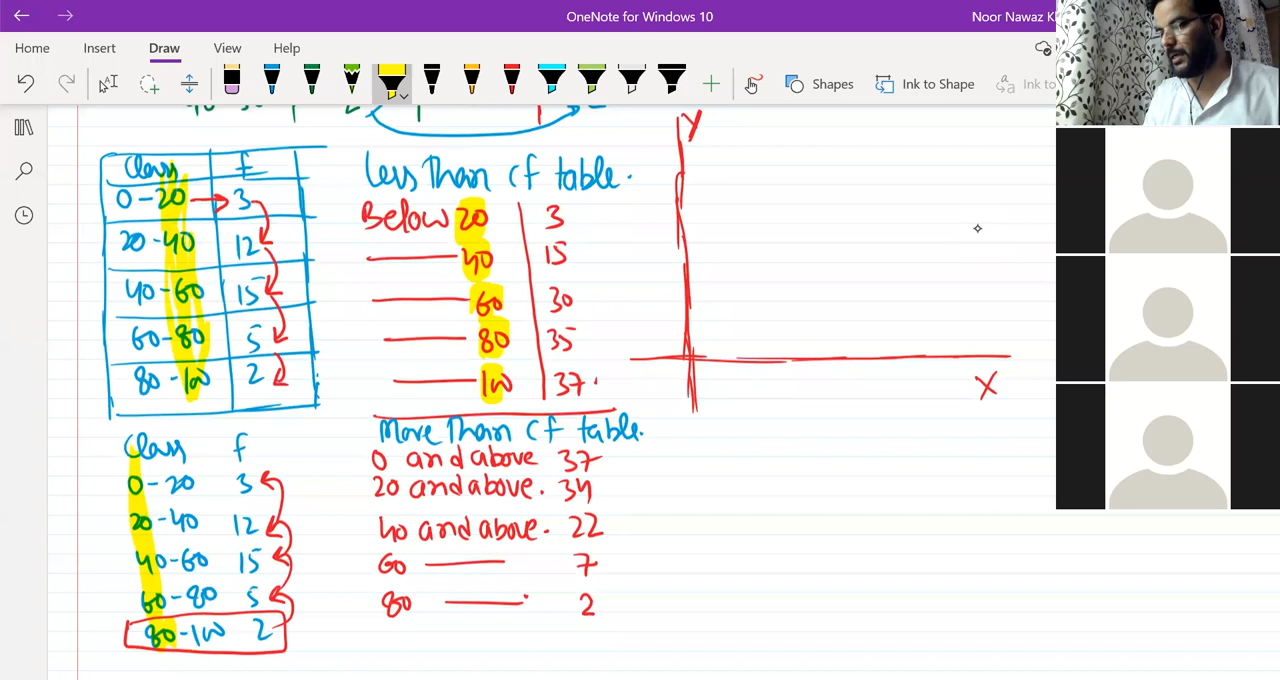 OneNote for Windows 10
Noor Nawaz K
Home Insert Draw View Help
Shapes Ink to Shape Ink to
Y
X
Class f
0-20 3
20-40 12
40-60 15
60-80 5
80-100 2
Less Than cf table.
Below 20 3
40 15
60 30
80 35
100 37.
Class f
0-20 3
20-40 12
40-60 15
60-80 5
80-100 2
More Than cf table.
0 and above 37
20 and above. 34
40 and above. 22
60 7
80 2